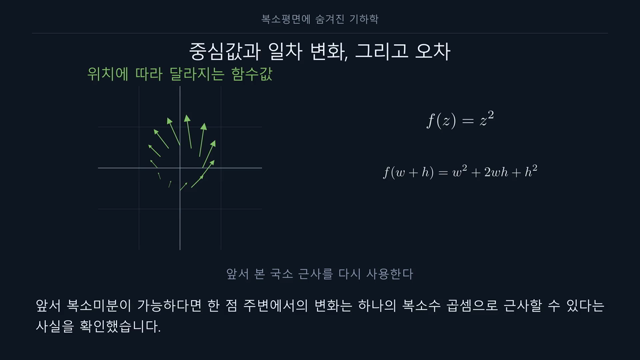 복소평면에 숨겨진 기하학
중심값과 일차 변화, 그리고 오차
위치에 따라 달라지는 함수값
f(z) = z²
f(w + h) = w² + 2wh + h²
앞서 본 국소 근사를 다시 사용한다
앞서 복소미분이 가능하다면 한 점 주변에서의 변화는 하나의 복소수 곱셈으로 근사할 수 있다는
사실을 확인했습니다.